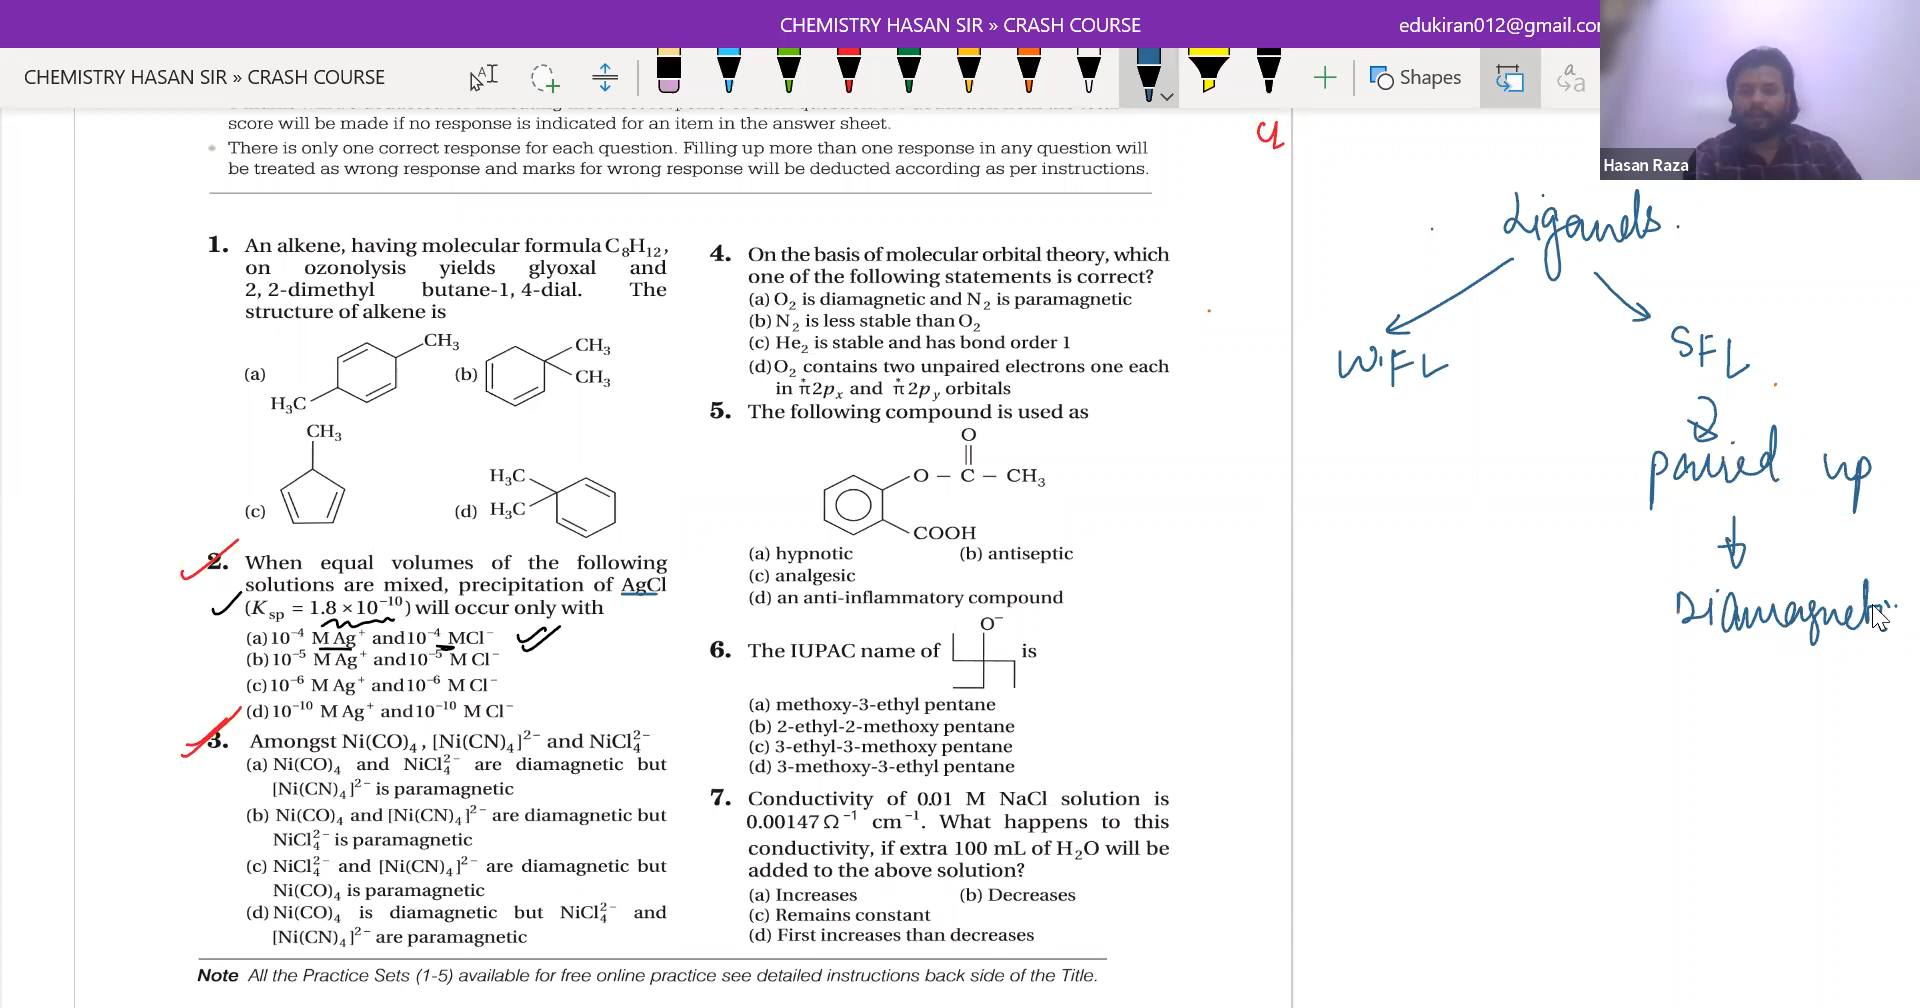 CHEMISTRY HASAN SIR » CRASH COURSE
CHEMISTRY HASAN SIR » CRASH COURSE
Shapes
Hasan Raza
score will be made if no response is indicated for an item in the answer sheet.
• There is only one correct response for each question. Filling up more than one response in any question will
be treated as wrong response and marks for wrong response will be deducted according as per instructions.
1. An alkene, having molecular formula C₈H₁₂,
on ozonolysis yields glyoxal and
2, 2-dimethyl butane-1, 4-dial. The
structure of alkene is
(a) CH₃ H₃C
(b) CH₃ CH₃
(c) CH₃
(d) H₃C H₃C
2. When equal volumes of the following
solutions are mixed, precipitation of AgCl
(Ksp = 1.8 ×10⁻¹⁰) will occur only with
(a) 10⁻⁴ M Ag⁺ and 10⁻⁴ M Cl⁻
(b) 10⁻⁵ M Ag⁺ and 10⁻⁵ M Cl⁻
(c) 10⁻⁶ M Ag⁺ and 10⁻⁶ M Cl⁻
(d) 10⁻¹⁰ M Ag⁺ and 10⁻¹⁰ M Cl⁻
3. Amongst Ni(CO)₄, [Ni(CN)₄]²⁻ and NiCl₄²⁻
(a) Ni(CO)₄ and NiCl₄²⁻ are diamagnetic but
[Ni(CN)₄]²⁻ is paramagnetic
(b) Ni(CO)₄ and [Ni(CN)₄]²⁻ are diamagnetic but
NiCl₄²⁻ is paramagnetic
(c) NiCl₄²⁻ and [Ni(CN)₄]²⁻ are diamagnetic but
Ni(CO)₄ is paramagnetic
(d) Ni(CO)₄ is diamagnetic but NiCl₄²⁻ and
[Ni(CN)₄]²⁻ are paramagnetic
4. On the basis of molecular orbital theory, which
one of the following statements is correct?
(a) O₂ is diamagnetic and N₂ is paramagnetic
(b) N₂ is less stable than O₂
(c) He₂ is stable and has bond order 1
(d) O₂ contains two unpaired electrons one each
in π*2pₓ and π*2pᵧ orbitals
5. The following compound is used as
O
O – C – CH₃
COOH
(a) hypnotic (b) antiseptic
(c) analgesic
(d) an anti-inflammatory compound
O⁻
6. The IUPAC name of is
(a) methoxy-3-ethyl pentane
(b) 2-ethyl-2-methoxy pentane
(c) 3-ethyl-3-methoxy pentane
(d) 3-methoxy-3-ethyl pentane
7. Conductivity of 0.01 M NaCl solution is
0.00147 Ω⁻¹ cm⁻¹. What happens to this
conductivity, if extra 100 mL of H₂O will be
added to the above solution?
(a) Increases (b) Decreases
(c) Remains constant
(d) First increases than decreases
Note All the Practice Sets (1-5) available for free online practice see detailed instructions back side of the Title.
Ligands
WFL
SFL
paired up